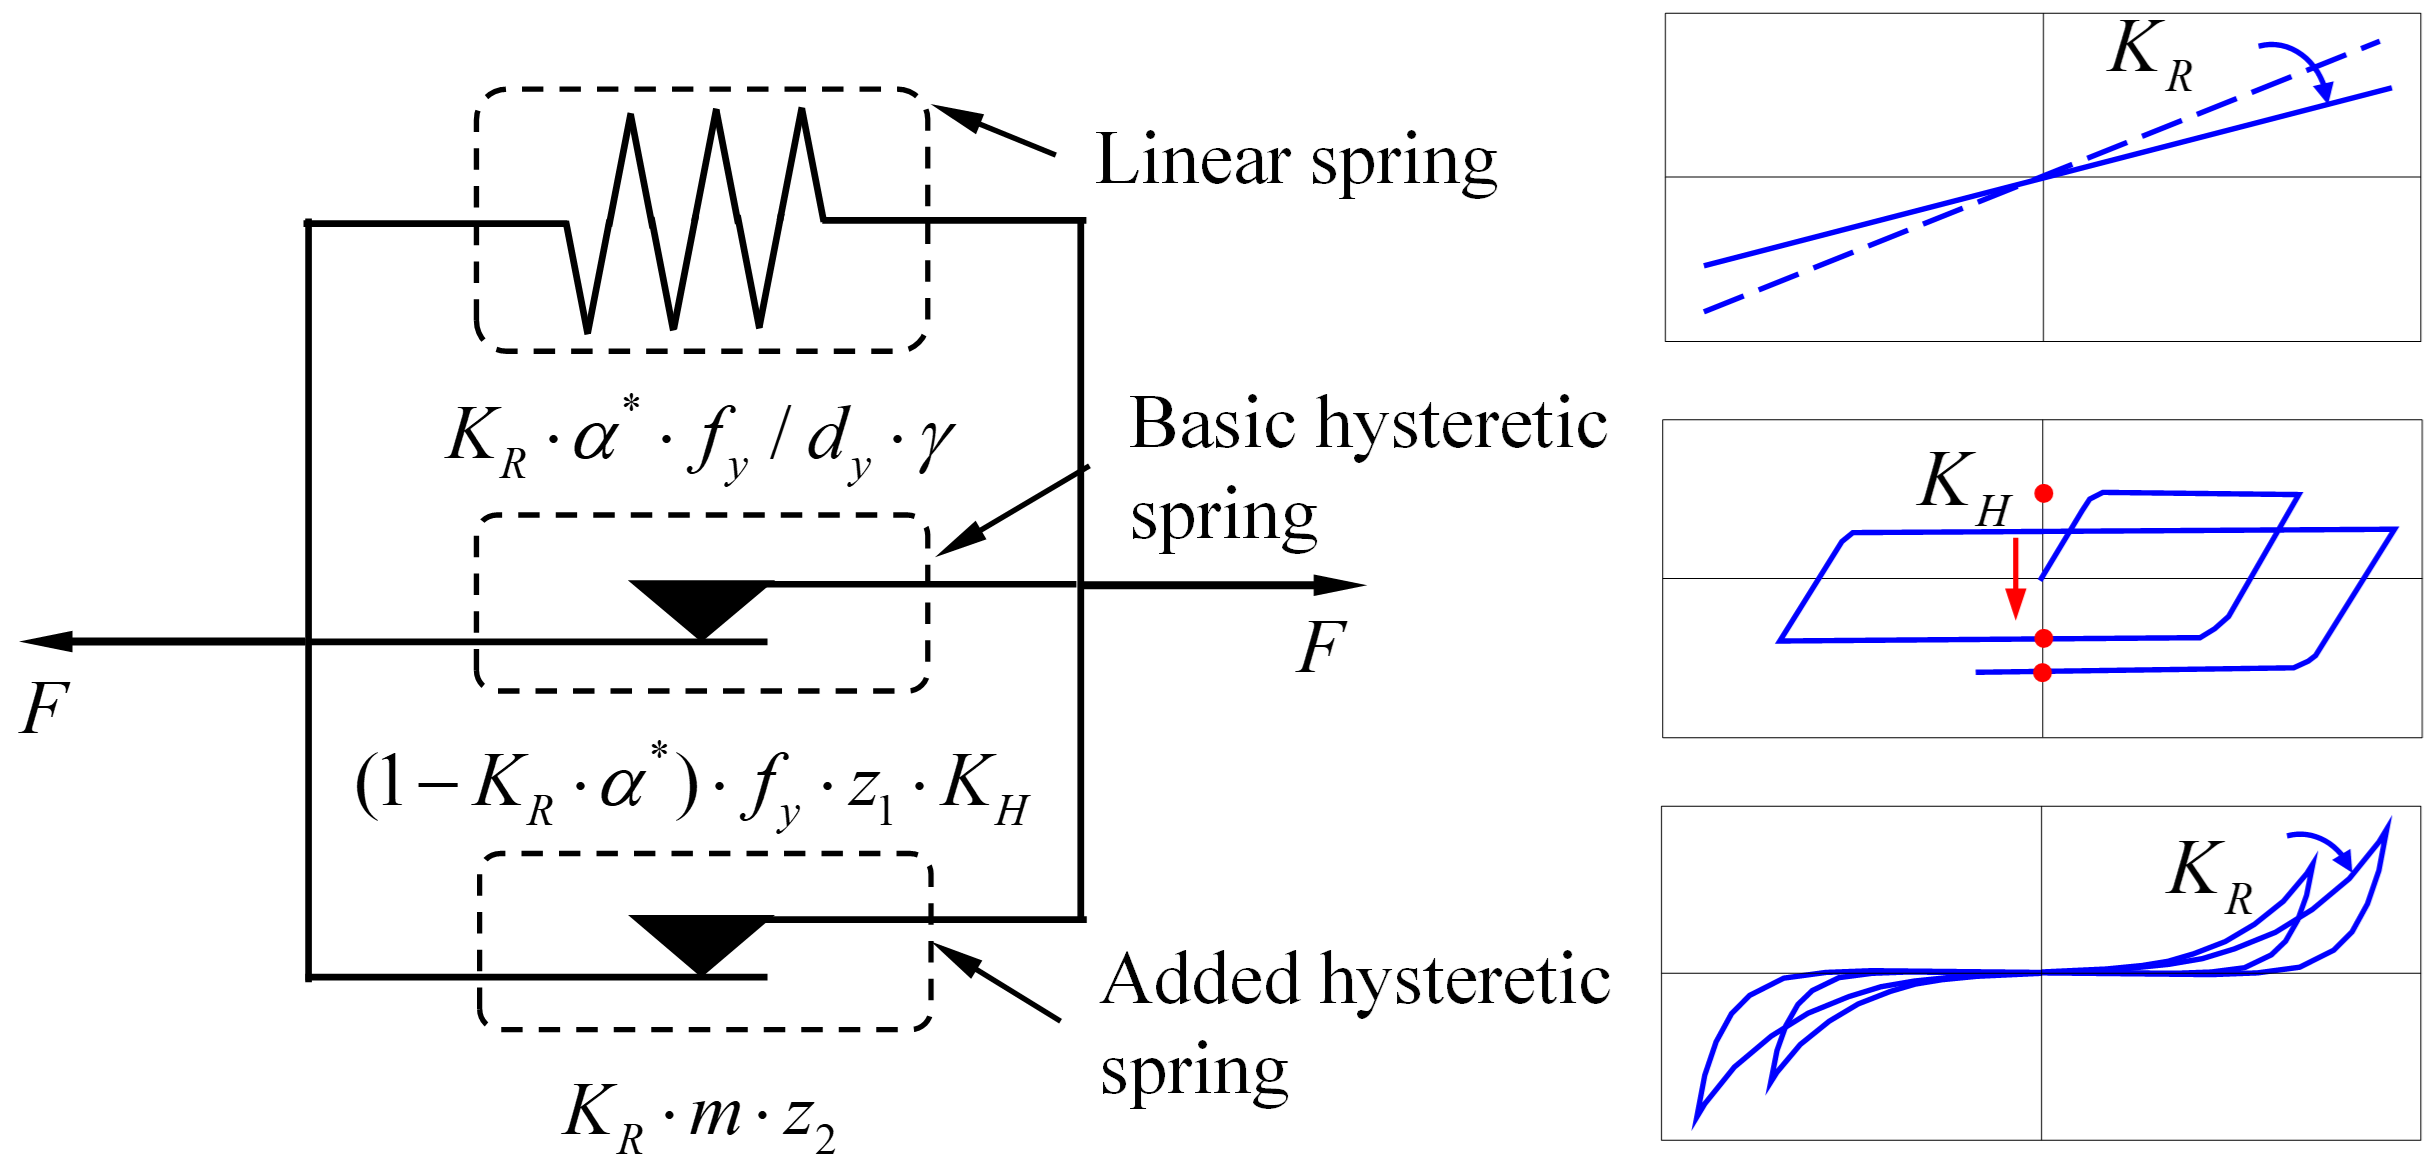 Linear spring
K_R · α^* · f_y / d_y · γ
Basic hysteretic
spring
F
F
(1 − K_R · α^*) · f_y · z_1 · K_H
Added hysteretic
spring
K_R · m · z_2
K_R
K_H
K_R